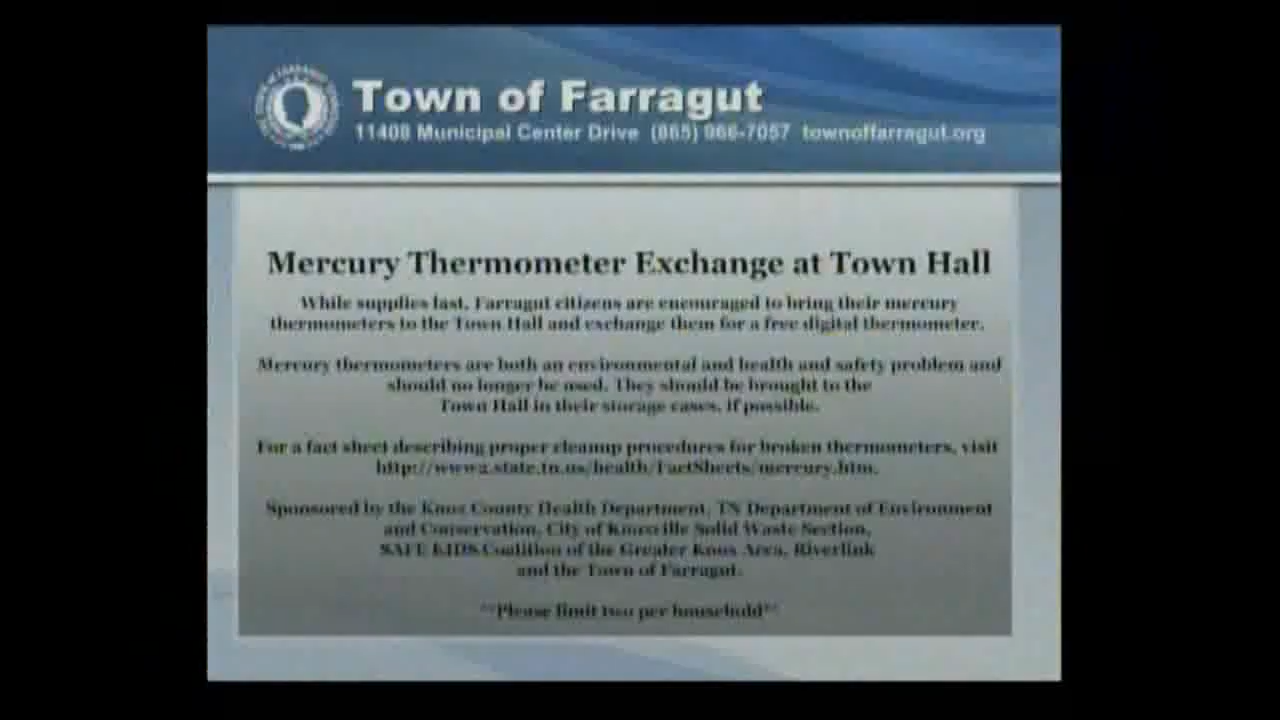 Town of Farragut
11408 Municipal Center Drive (865) 966-7057 townoffarragut.org
Mercury Thermometer Exchange at Town Hall
While supplies last, Farragut citizens are encouraged to bring their mercury
thermometers to the Town Hall and exchange them for a free digital thermometer.
Mercury thermometers are both an environmental and health and safety problem and
should no longer be used. They should be brought to the
Town Hall in their storage cases, if possible.
For a fact sheet describing proper cleanup procedures for broken thermometers, visit
http://www2.state.tn.us/health/FactSheets/mercury.htm.
Sponsored by the Knox County Health Department, TN Department of Environment
and Conservation, City of Knoxville Solid Waste Section,
SAFE KIDS Coalition of the Greater Knox Area, Riverlink
and the Town of Farragut.
**Please limit two per household**